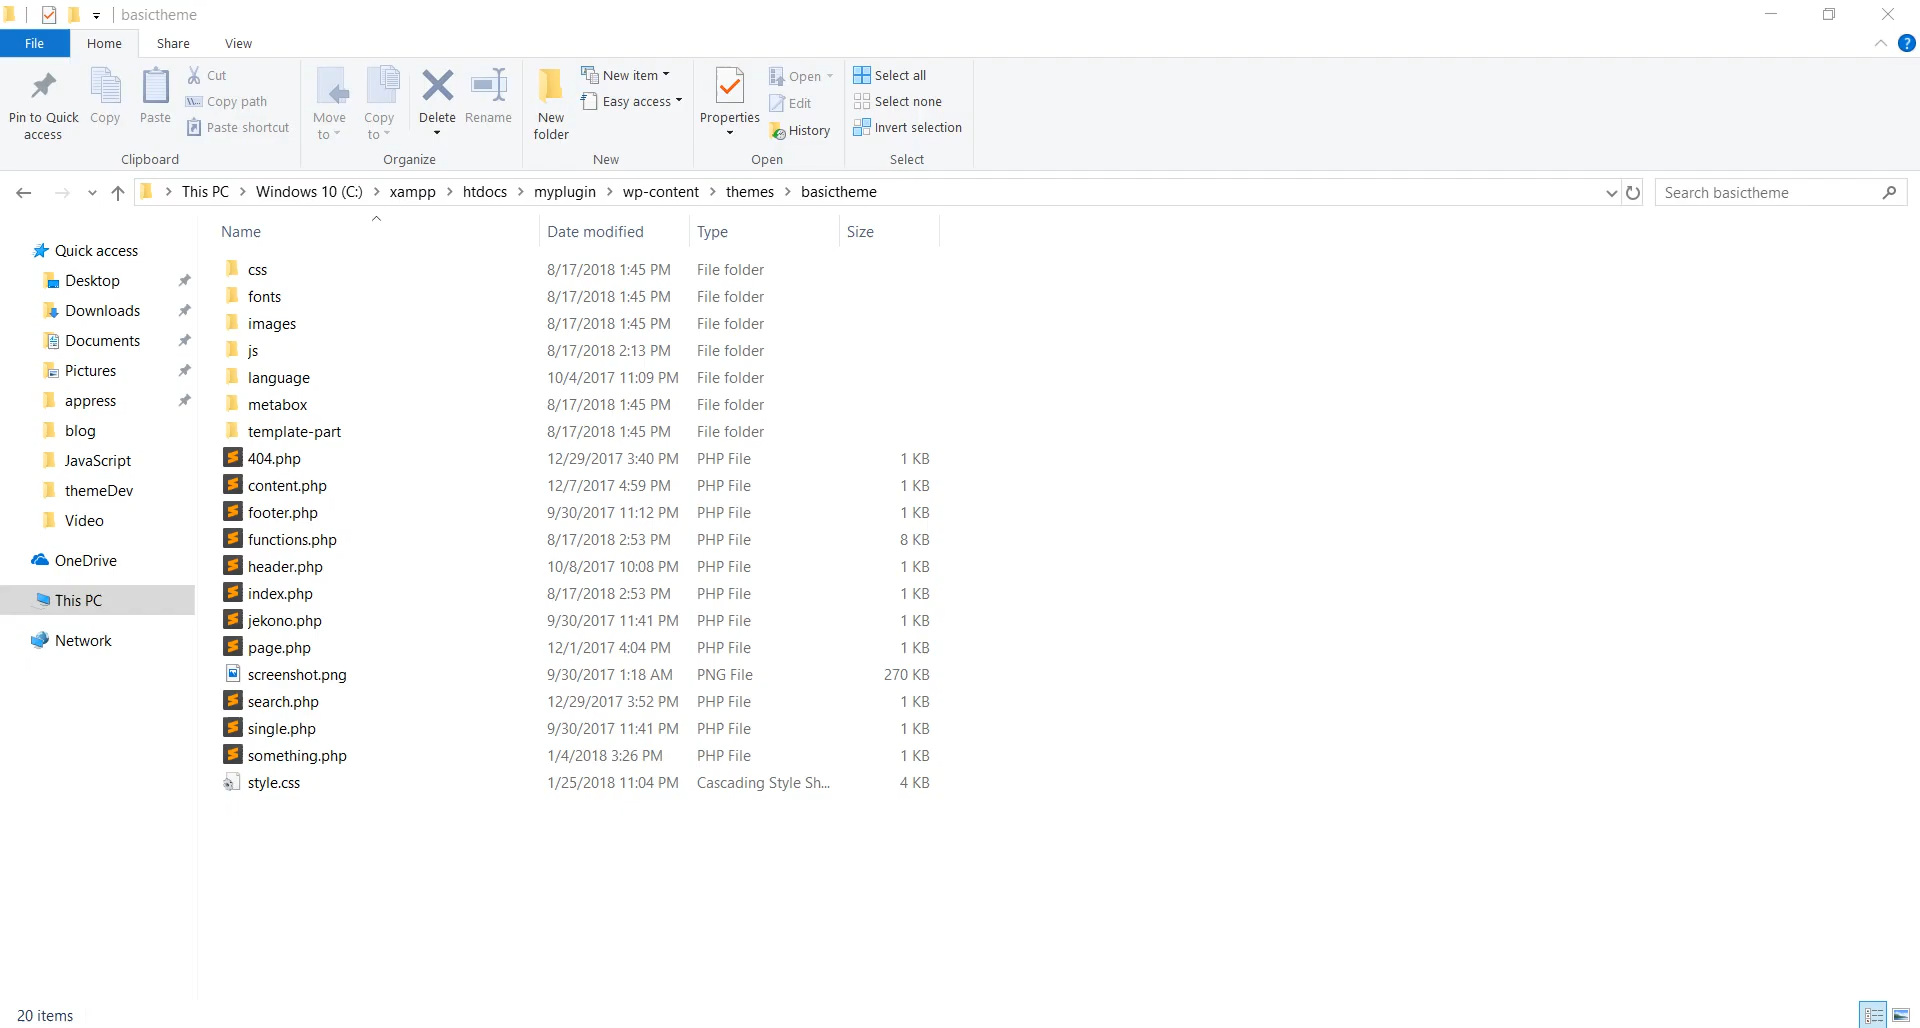 basictheme
File Home Share View
Pin to Quick access
Copy
Paste
Cut
Copy path
Paste shortcut
Clipboard
Move to
Copy to
Delete
Rename
Organize
New folder
New item
Easy access
New
Properties
Open
Edit
History
Open
Select all
Select none
Invert selection
Select
This PC > Windows 10 (C:) > xampp > htdocs > myplugin > wp-content > themes > basictheme
Search basictheme
Quick access
Desktop
Downloads
Documents
Pictures
appress
blog
JavaScript
themeDev
Video
OneDrive
This PC
Network
Name Date modified Type Size
css 8/17/2018 1:45 PM File folder
fonts 8/17/2018 1:45 PM File folder
images 8/17/2018 1:45 PM File folder
js 8/17/2018 2:13 PM File folder
language 10/4/2017 11:09 PM File folder
metabox 8/17/2018 1:45 PM File folder
template-part 8/17/2018 1:45 PM File folder
404.php 12/29/2017 3:40 PM PHP File 1 KB
content.php 12/7/2017 4:59 PM PHP File 1 KB
footer.php 9/30/2017 11:12 PM PHP File 1 KB
functions.php 8/17/2018 2:53 PM PHP File 8 KB
header.php 10/8/2017 10:08 PM PHP File 1 KB
index.php 8/17/2018 2:53 PM PHP File 1 KB
jekono.php 9/30/2017 11:41 PM PHP File 1 KB
page.php 12/1/2017 4:04 PM PHP File 1 KB
screenshot.png 9/30/2017 1:18 AM PNG File 270 KB
search.php 12/29/2017 3:52 PM PHP File 1 KB
single.php 9/30/2017 11:41 PM PHP File 1 KB
something.php 1/4/2018 3:26 PM PHP File 1 KB
style.css 1/25/2018 11:04 PM Cascading Style Sh... 4 KB
20 items